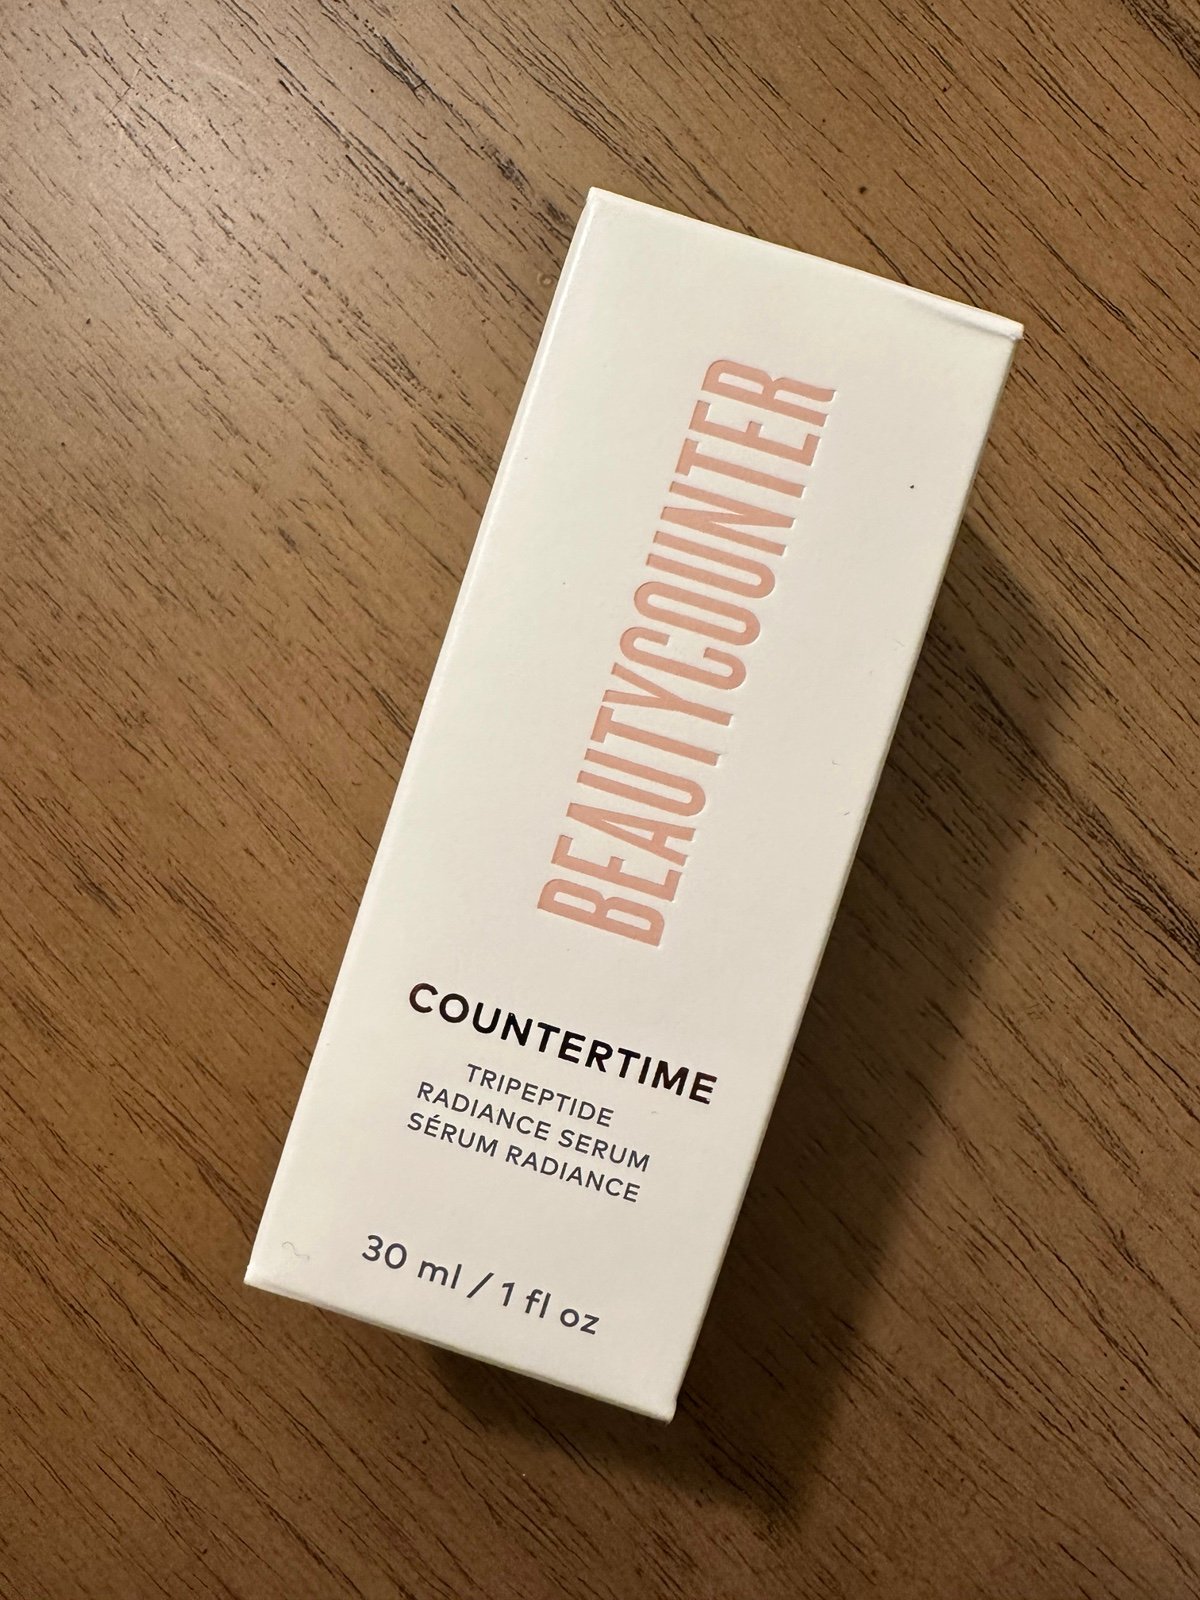 BEAUTYCOUNTER
COUNTERTIME
TRIPEPTIDE
RADIANCE SERUM
SÉRUM RADIANCE
30 ml / 1 fl oz